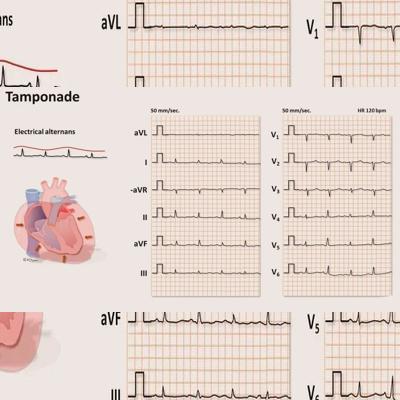 ans
aVL
V1
Tamponade
50 mm/sec.
50 mm/sec.
HR 120 bpm
Electrical alternans
aVL
I
-aVR
II
aVF
III
V1
V2
V3
V4
V5
V6
aVF
V5
III
V6